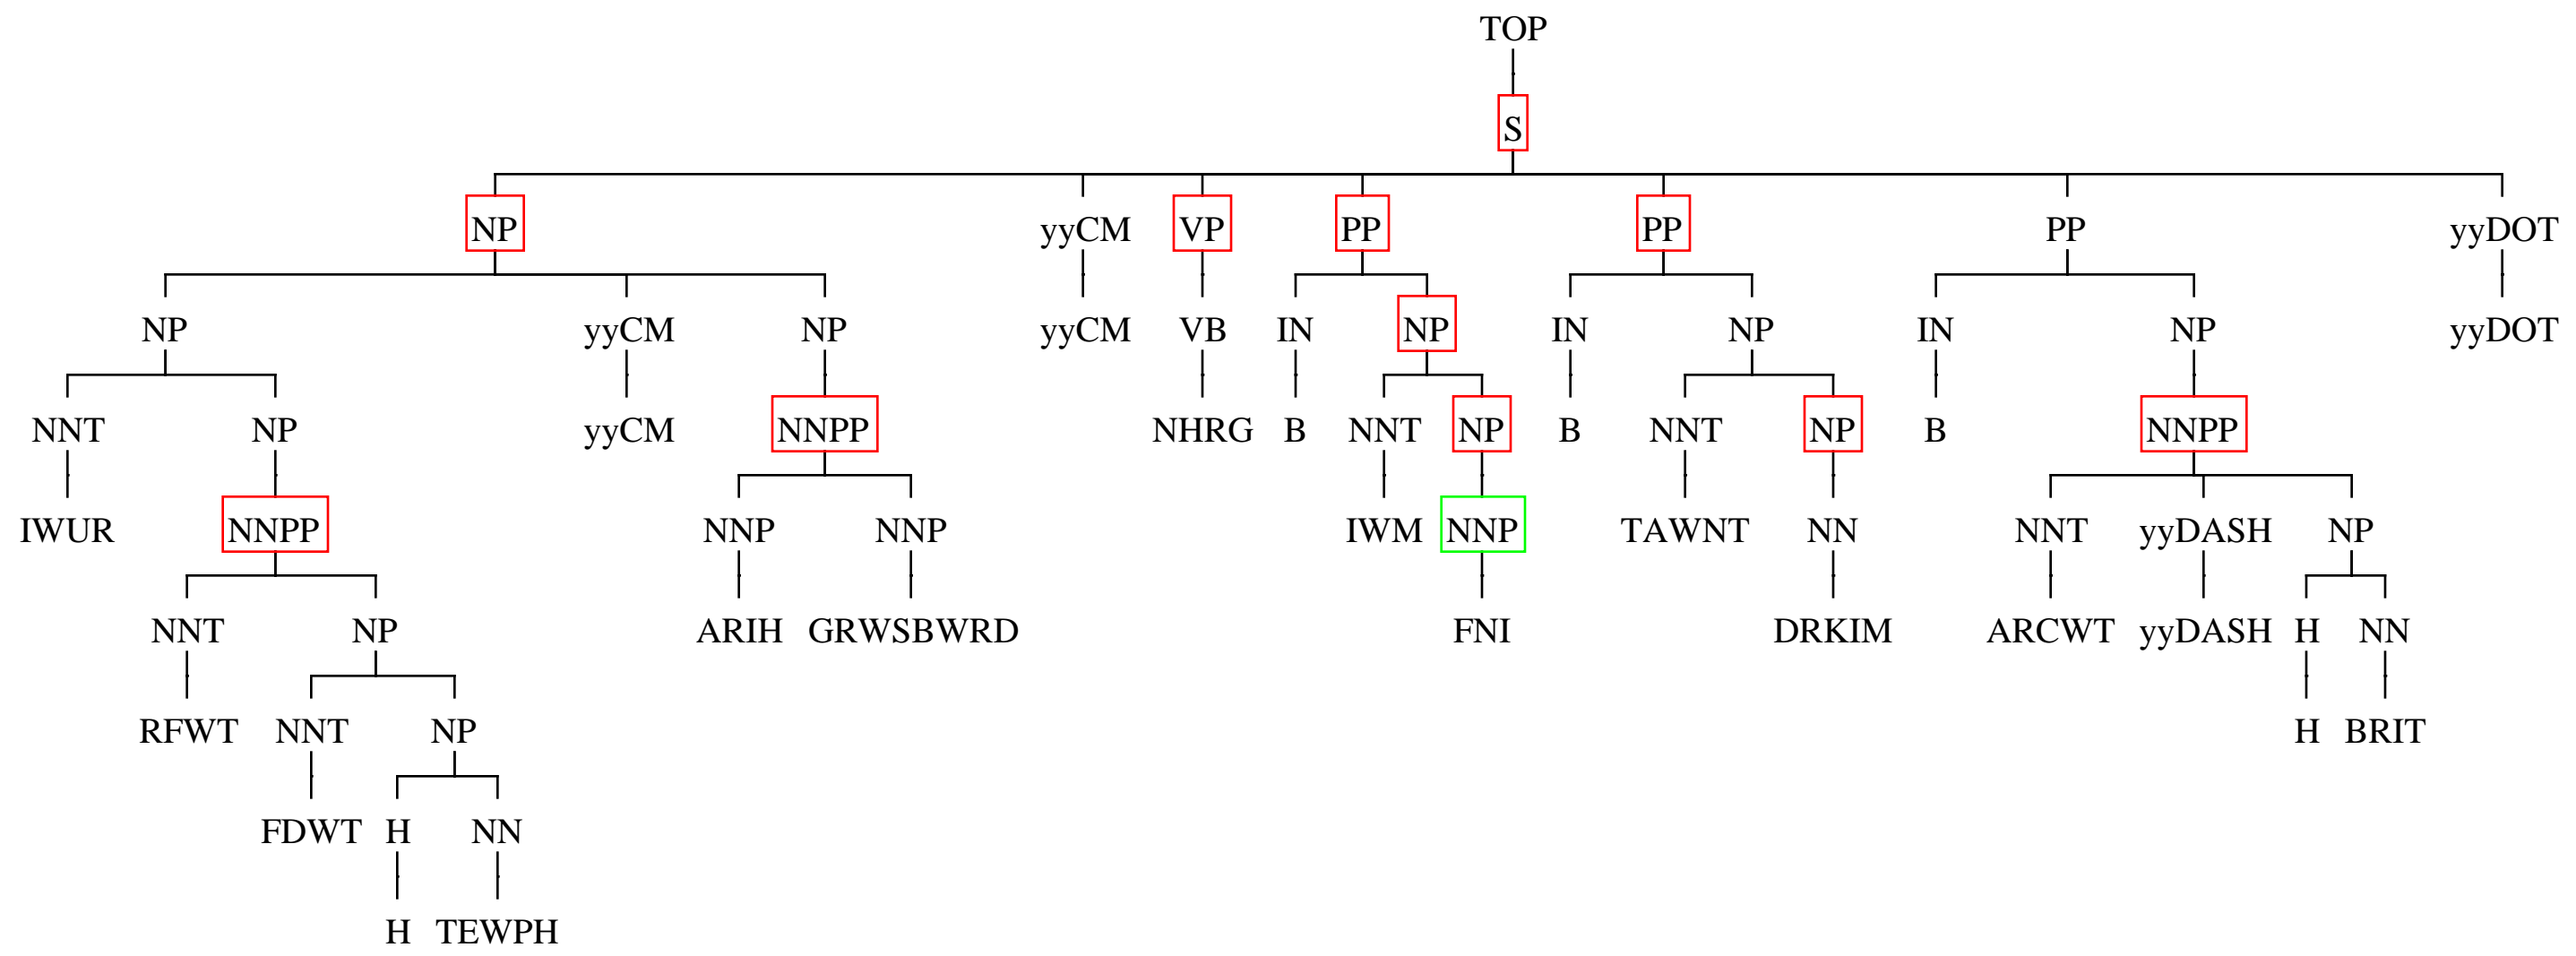 TOP
S
NP yyCM VP PP PP PP yyDOT
NP yyCM NP yyCM VB IN NP IN NP IN NP yyDOT
NNT NP yyCM NNPP NHRG B NNT NP B NNT NP B NNPP
IWUR NNPP NNP NNP IWM NNP TAWNT NN NNT yyDASH NP
NNT NP ARIH GRWSBWRD FNI DRKIM ARCWT yyDASH H NN
RFWT NNT NP H BRIT
FDWT H NN
H TEWPH